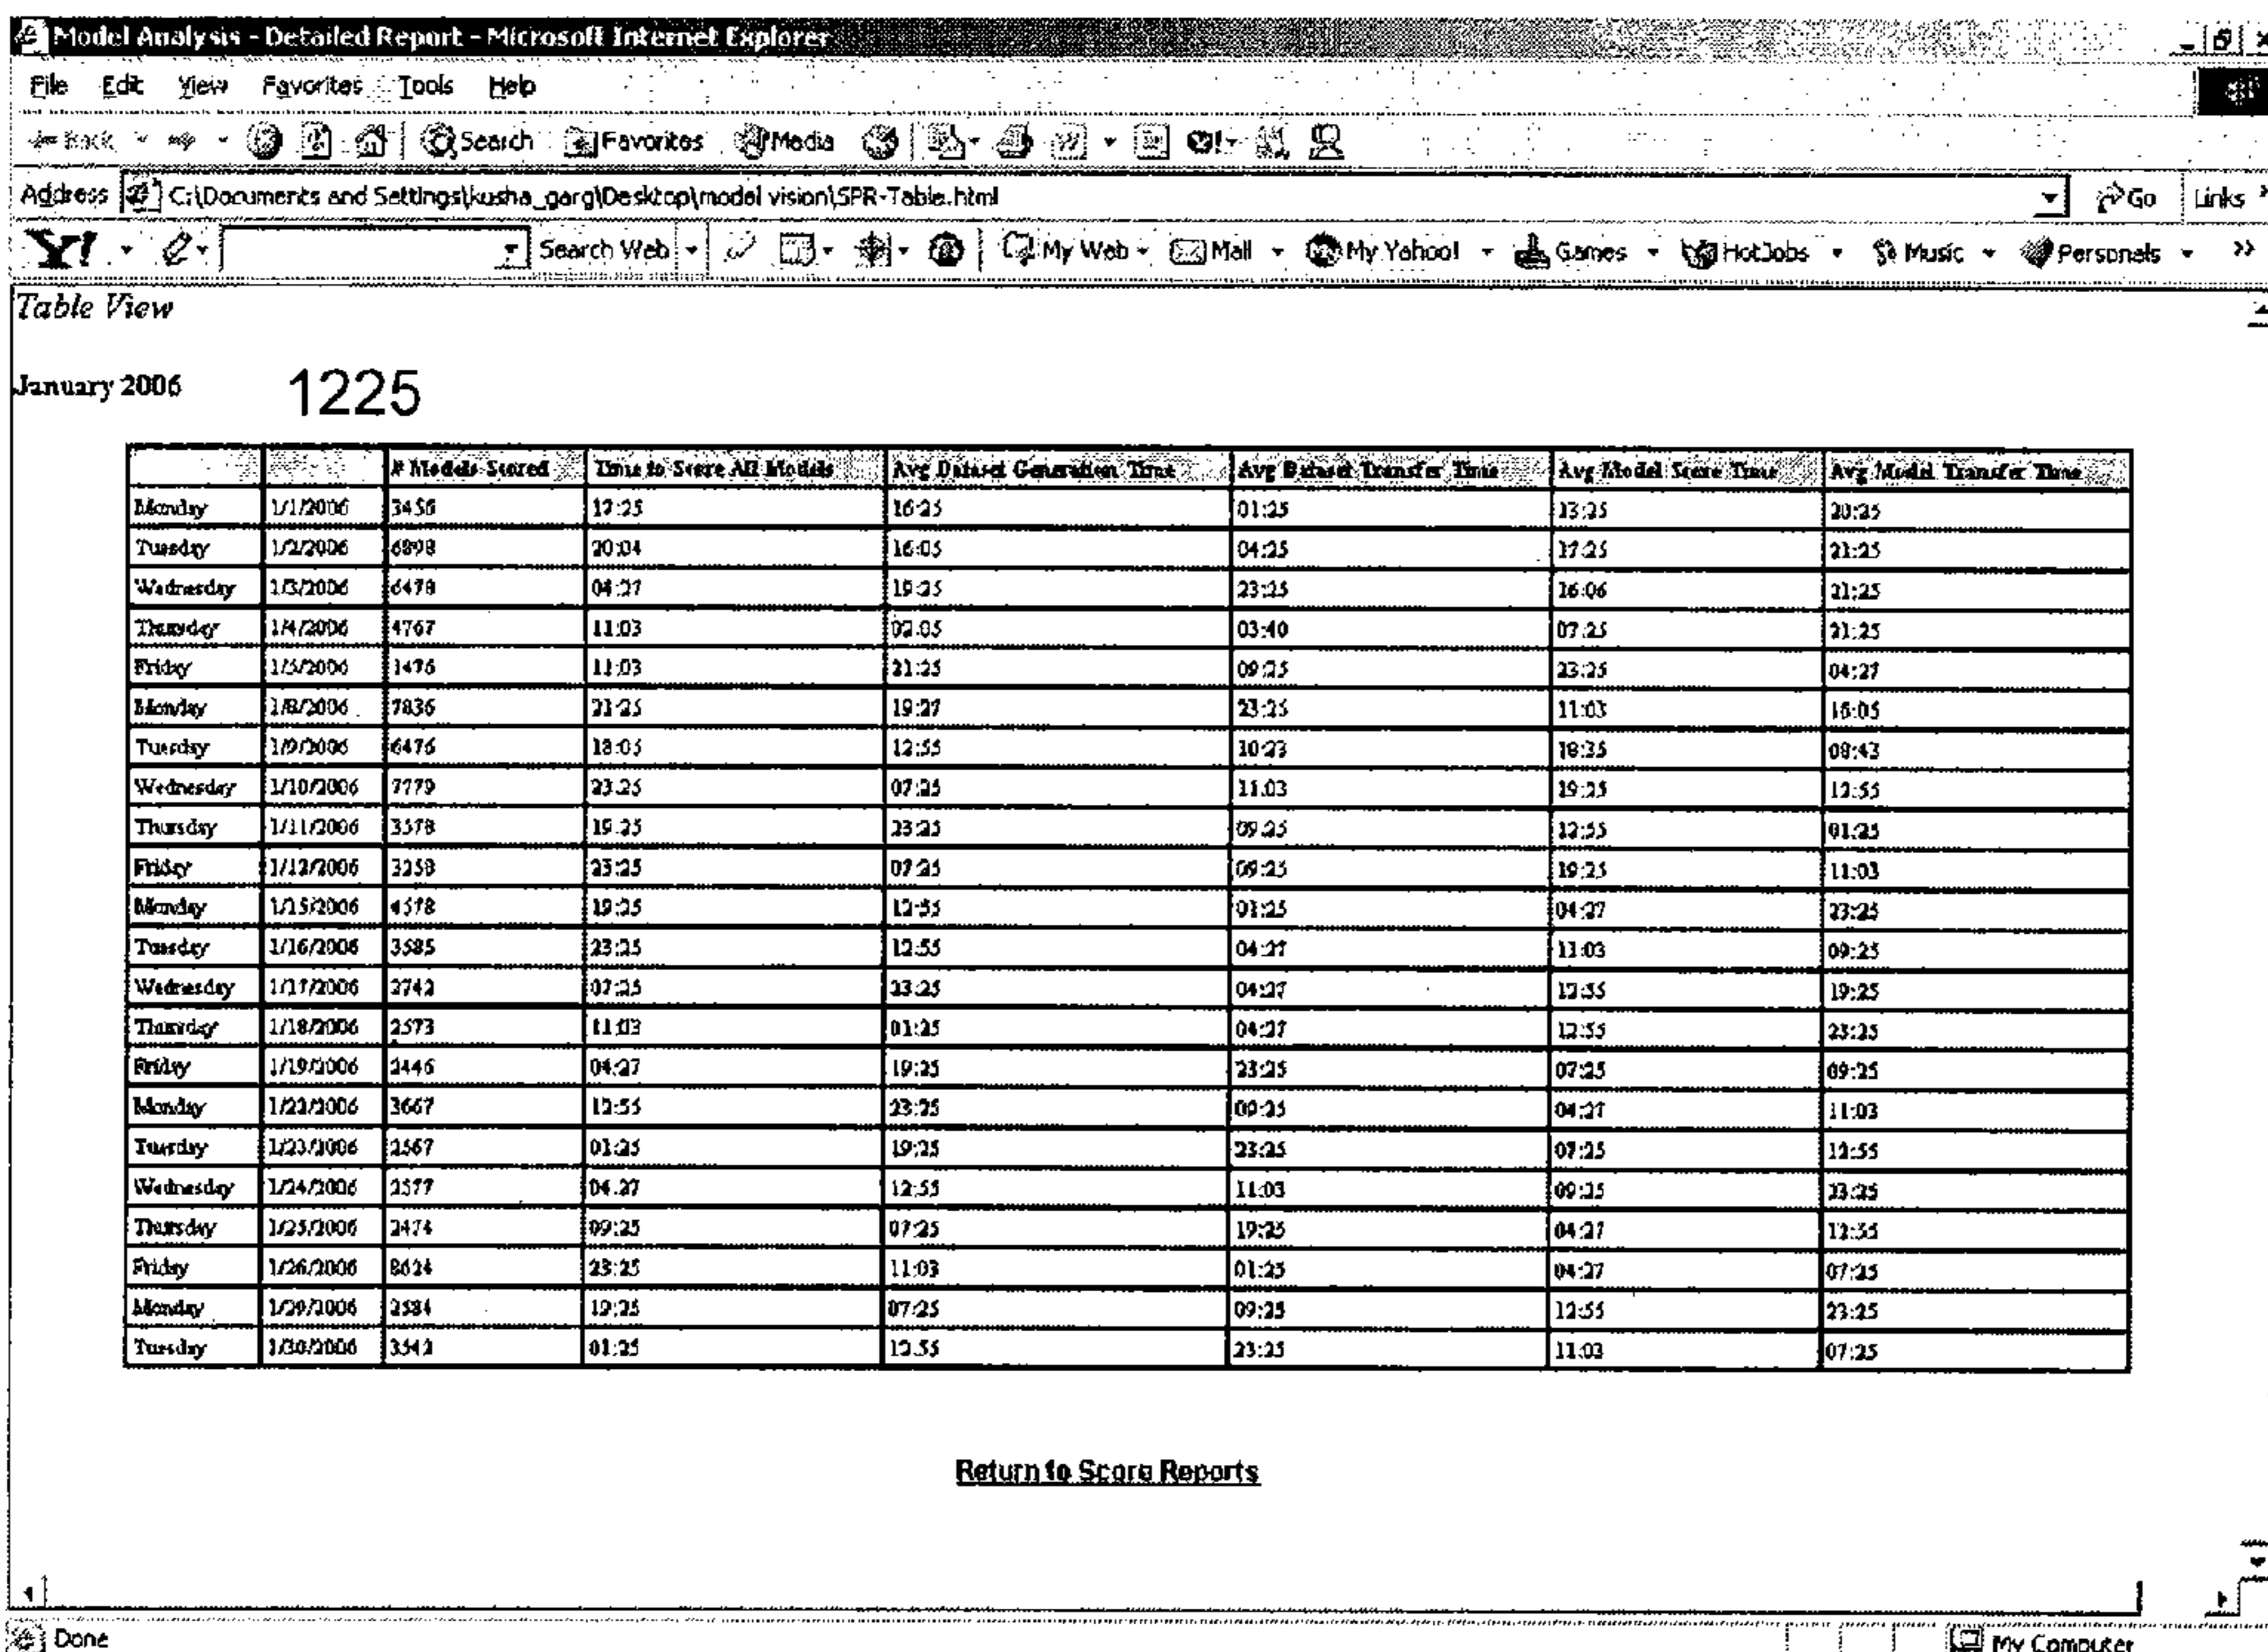 Model Analysis - Detailed Report - Microsoft Internet Explorer
File Edit View Favorites Tools Help
Back Search Favorites Media
Address C:\Documents and Settings\kusha_garg\Desktop\model vision\SPR-Table.html Go Links »
Y! Search Web My Web Mail My Yahoo! Games HotJobs Music Personals »
Table View
January 2006 1225
# Models Scored Time to Score All Models Avg Dataset Generation Time Avg Dataset Transfer Time Avg Model Score Time Avg Model Transfer Time
Monday 1/1/2006 3456 17:25 16:25 01:25 13:25 20:25
Tuesday 1/2/2006 6898 20:04 16:05 04:25 17:25 21:25
Wednesday 1/3/2006 6478 04:27 19:25 23:25 16:06 21:25
Thursday 1/4/2006 4767 11:03 02:05 03:40 07:25 21:25
Friday 1/5/2006 1476 11:03 21:25 09:25 23:25 04:27
Monday 1/8/2006 7836 21:25 19:27 23:25 11:03 16:05
Tuesday 1/9/2006 6476 18:05 12:55 10:23 18:35 08:43
Wednesday 1/10/2006 7779 23:25 07:25 11:03 19:25 12:55
Thursday 1/11/2006 3578 19:25 23:25 09:25 12:55 01:25
Friday 1/12/2006 3258 23:25 07:25 09:25 19:25 11:03
Monday 1/15/2006 4578 19:25 12:55 01:25 04:27 23:25
Tuesday 1/16/2006 3585 23:25 12:55 04:27 11:03 09:25
Wednesday 1/17/2006 2742 07:25 23:25 04:27 12:55 19:25
Thursday 1/18/2006 2573 11:03 01:25 04:27 12:55 23:25
Friday 1/19/2006 2446 04:27 19:25 23:25 07:25 09:25
Monday 1/22/2006 3667 12:55 23:25 09:25 04:27 11:03
Tuesday 1/23/2006 2567 01:25 19:25 23:25 07:25 12:55
Wednesday 1/24/2006 2577 04:27 12:55 11:03 09:25 23:25
Thursday 1/25/2006 2474 09:25 07:25 19:25 04:27 12:55
Friday 1/26/2006 8624 23:25 11:03 01:25 04:27 07:25
Monday 1/29/2006 2584 19:25 07:25 09:25 12:55 23:25
Tuesday 1/30/2006 3542 01:25 12:55 23:25 11:03 07:25
Return to Score Reports
Done My Computer